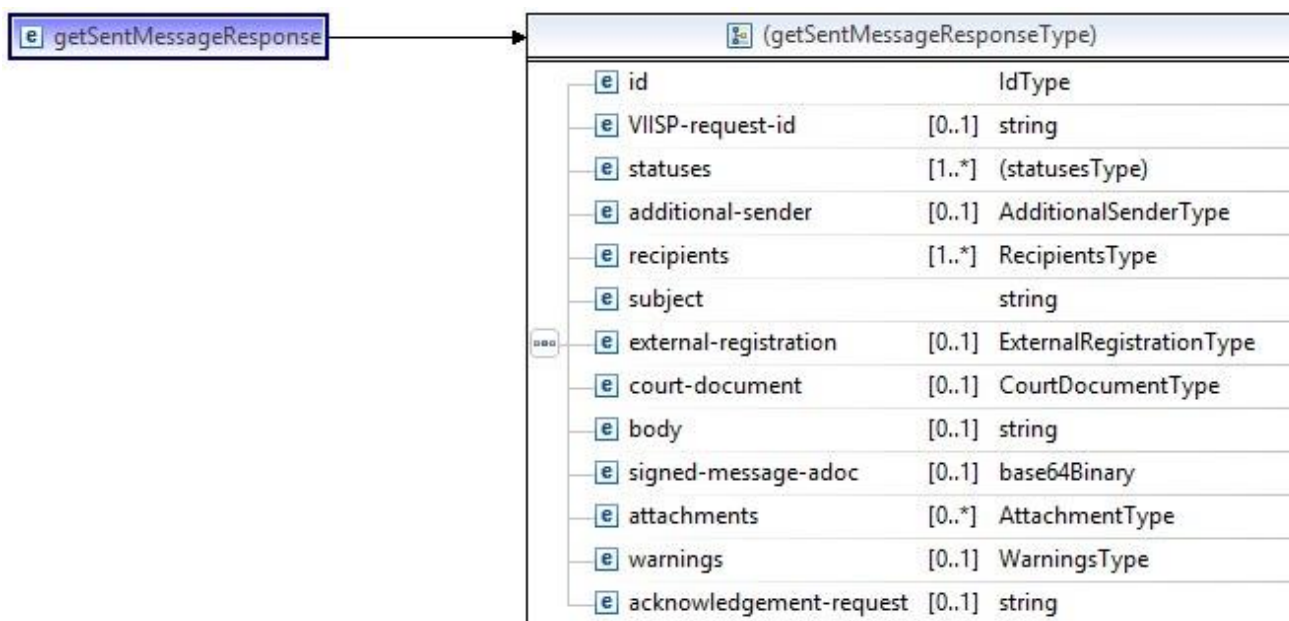 getSentMessageResponse
(getSentMessageResponseType)
id IdType
VIISP-request-id [0..1] string
statuses [1..*] (statusesType)
additional-sender [0..1] AdditionalSenderType
recipients [1..*] RecipientsType
subject string
external-registration [0..1] ExternalRegistrationType
court-document [0..1] CourtDocumentType
body [0..1] string
signed-message-adoc [0..1] base64Binary
attachments [0..*] AttachmentType
warnings [0..1] WarningsType
acknowledgement-request [0..1] string